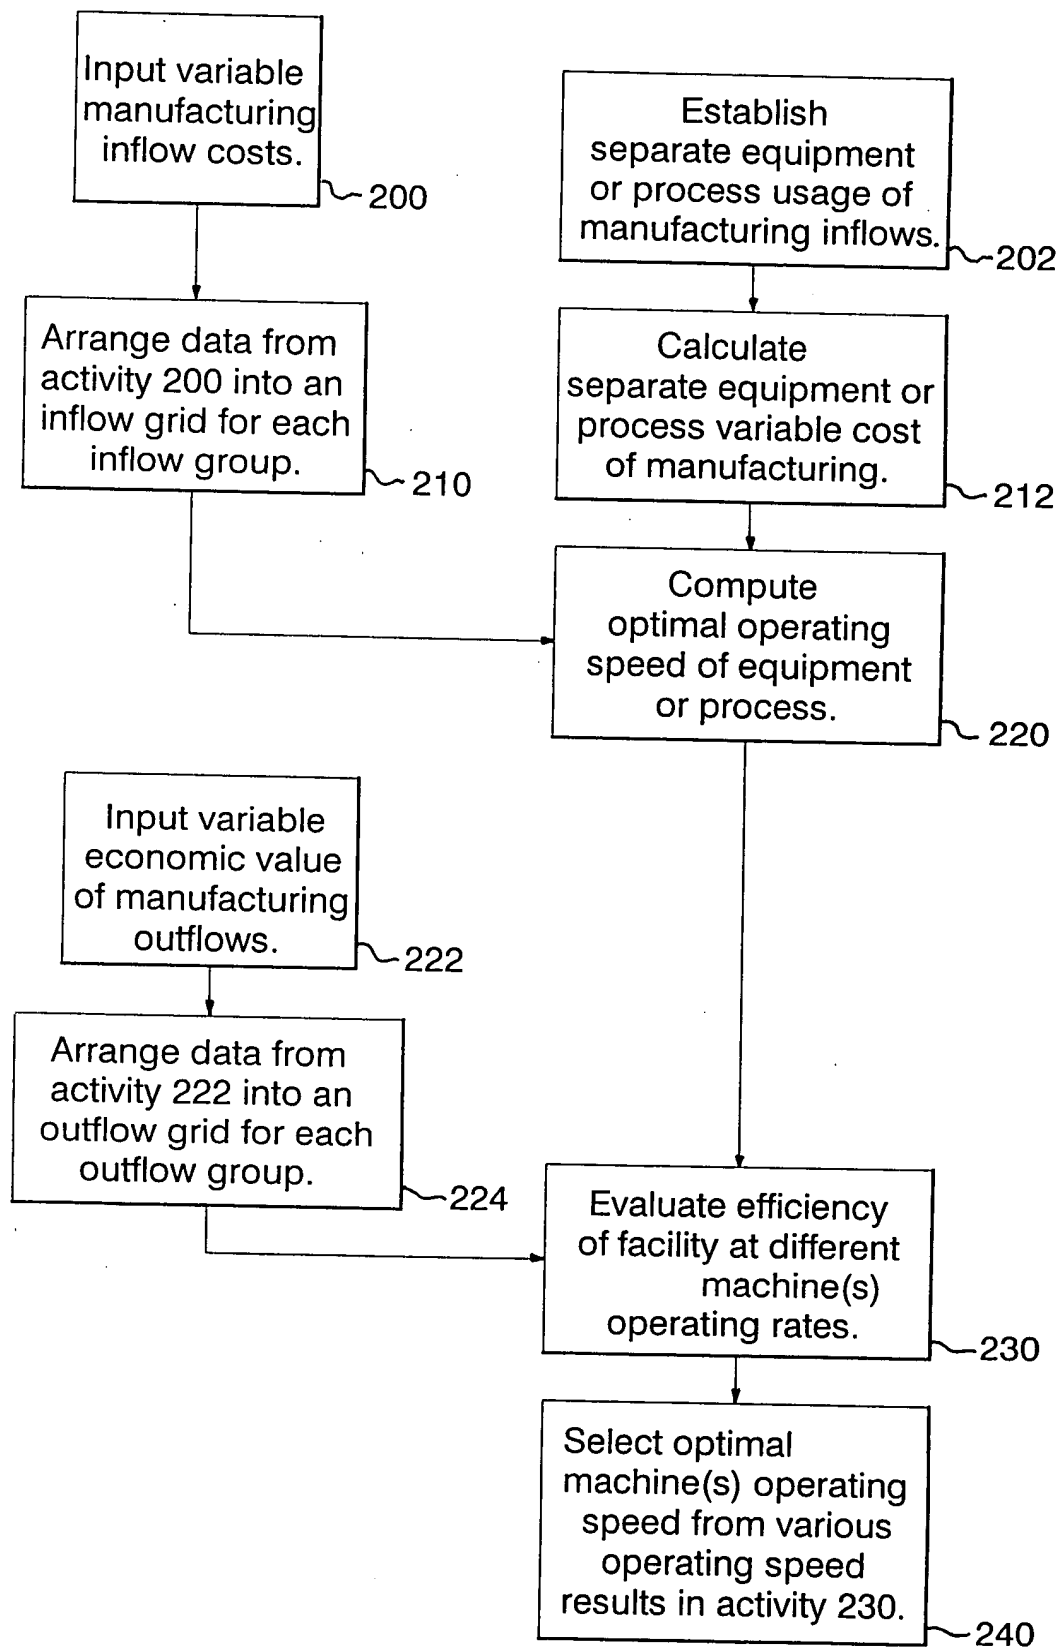 Input variable
manufacturing
inflow costs.
200
Establish
separate equipment
or process usage of
manufacturing inflows.
202
Arrange data from
activity 200 into an
inflow grid for each
inflow group.
210
Calculate
separate equipment or
process variable cost
of manufacturing.
212
Compute
optimal operating
speed of equipment
or process.
220
Input variable
economic value
of manufacturing
outflows.
222
Arrange data from
activity 222 into an
outflow grid for each
outflow group.
224
Evaluate efficiency
of facility at different
machine(s)
operating rates.
230
Select optimal
machine(s) operating
speed from various
operating speed
results in activity 230.
240